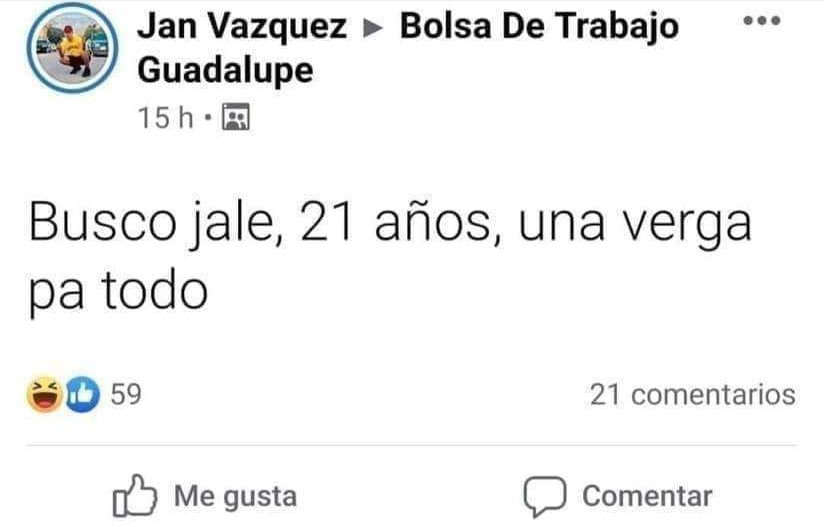 Jan Vazquez ▶ Bolsa De Trabajo
Guadalupe
15 h •
Busco jale, 21 años, una verga
pa todo
59
21 comentarios
Me gusta
Comentar